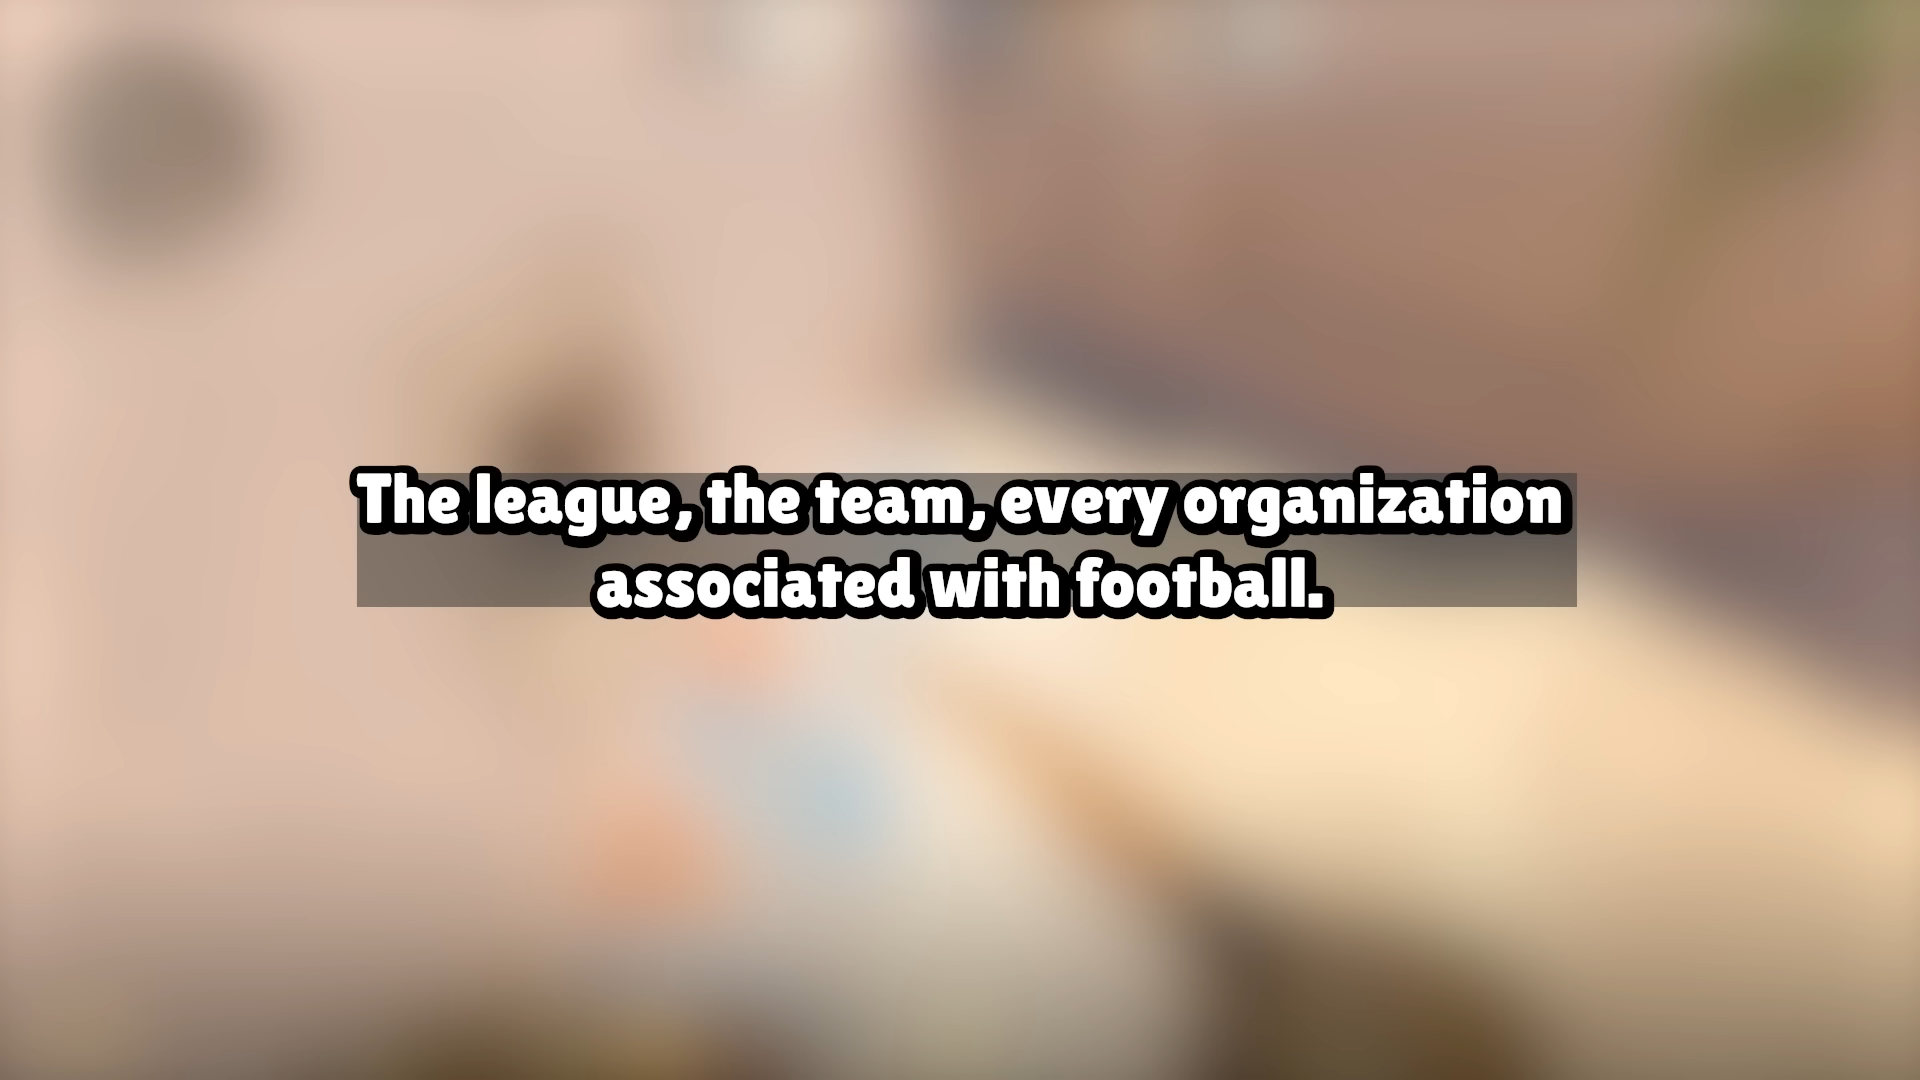 The league, the team, every organization
associated with football.